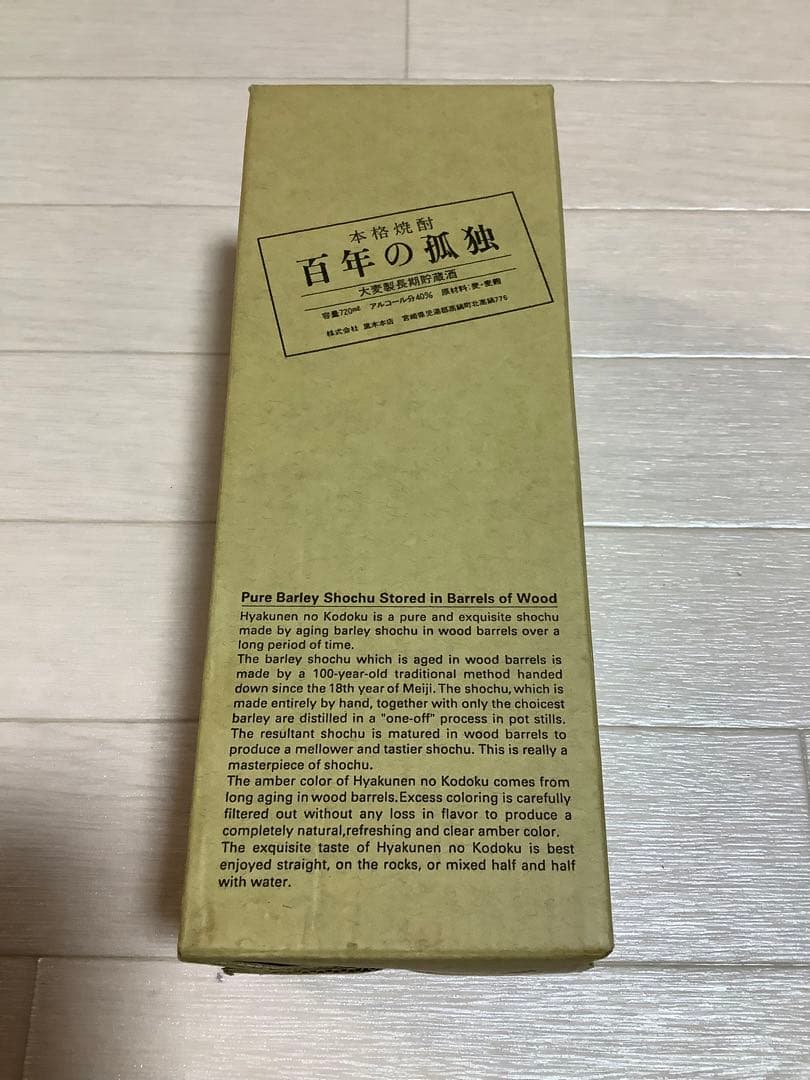 本格焼酎
百年の孤独
大麦製長期貯蔵酒
容量720mℓ アルコール分40% 原材料:麦・麦麹
株式会社 黒木本店 宮崎県児湯郡高鍋町北高鍋776
Pure Barley Shochu Stored in Barrels of Wood
Hyakunen no Kodoku is a pure and exquisite shochu
made by aging barley shochu in wood barrels over a
long period of time.
The barley shochu which is aged in wood barrels is
made by a 100-year-old traditional method handed
down since the 18th year of Meiji. The shochu, which is
made entirely by hand, together with only the choicest
barley are distilled in a "one-off" process in pot stills.
The resultant shochu is matured in wood barrels to
produce a mellower and tastier shochu. This is really a
masterpiece of shochu.
The amber color of Hyakunen no Kodoku comes from
long aging in wood barrels. Excess coloring is carefully
filtered out without any loss in flavor to produce a
completely natural,refreshing and clear amber color.
The exquisite taste of Hyakunen no Kodoku is best
enjoyed straight, on the rocks, or mixed half and half
with water.